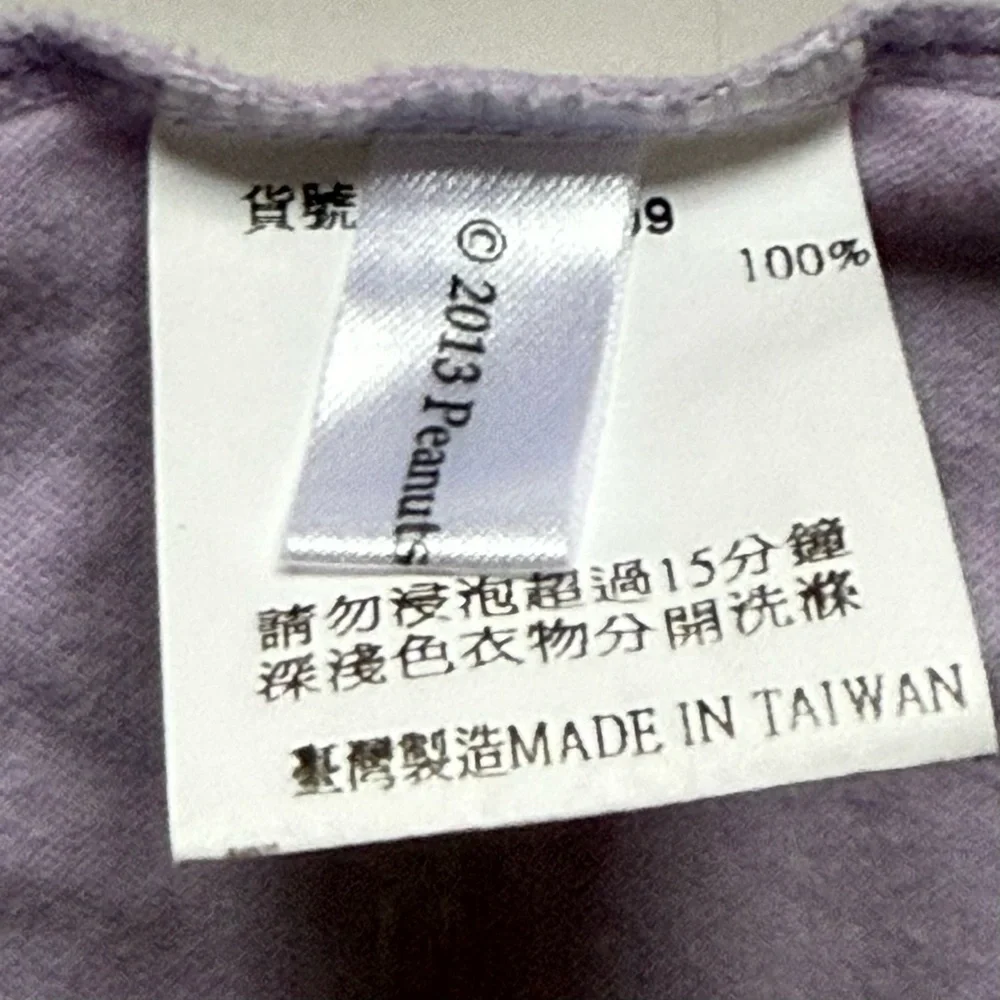 貨號
09
100%
© 2013 Peanuts
請勿浸泡超過15分鐘
深淺色衣物分開洗滌
臺灣製造MADE IN TAIWAN